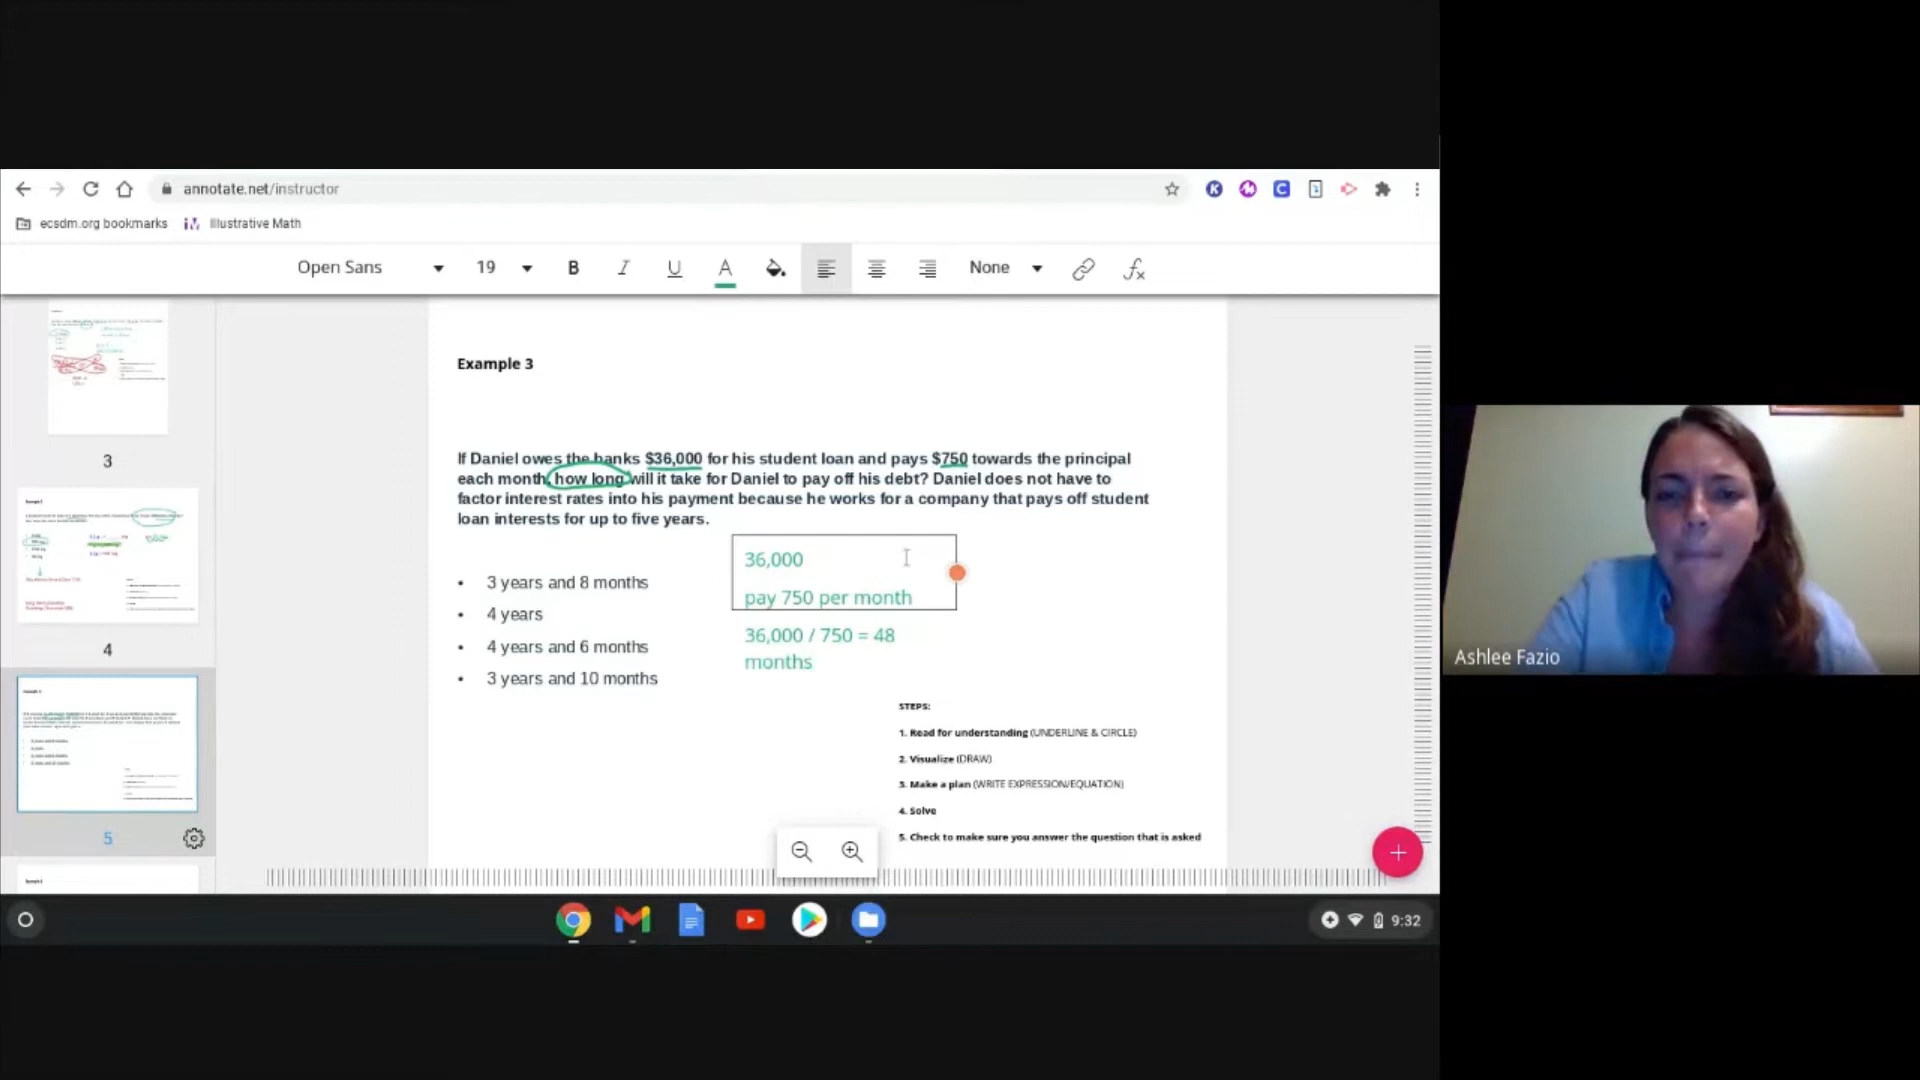 annotate.net/instructor
ecsdm.org bookmarks
Illustrative Math
Open Sans
19
None
3
4
5
Example 3
If Daniel owes the banks $36,000 for his student loan and pays $750 towards the principal
each month, how long will it take for Daniel to pay off his debt? Daniel does not have to
factor interest rates into his payment because he works for a company that pays off student
loan interests for up to five years.
3 years and 8 months
4 years
4 years and 6 months
3 years and 10 months
36,000
pay 750 per month
36,000 / 750 = 48
months
STEPS:
1. Read for understanding (UNDERLINE & CIRCLE)
2. Visualize (DRAW)
3. Make a plan (WRITE EXPRESSION/EQUATION)
4. Solve
5. Check to make sure you answer the question that is asked
9:32
Ashlee Fazio